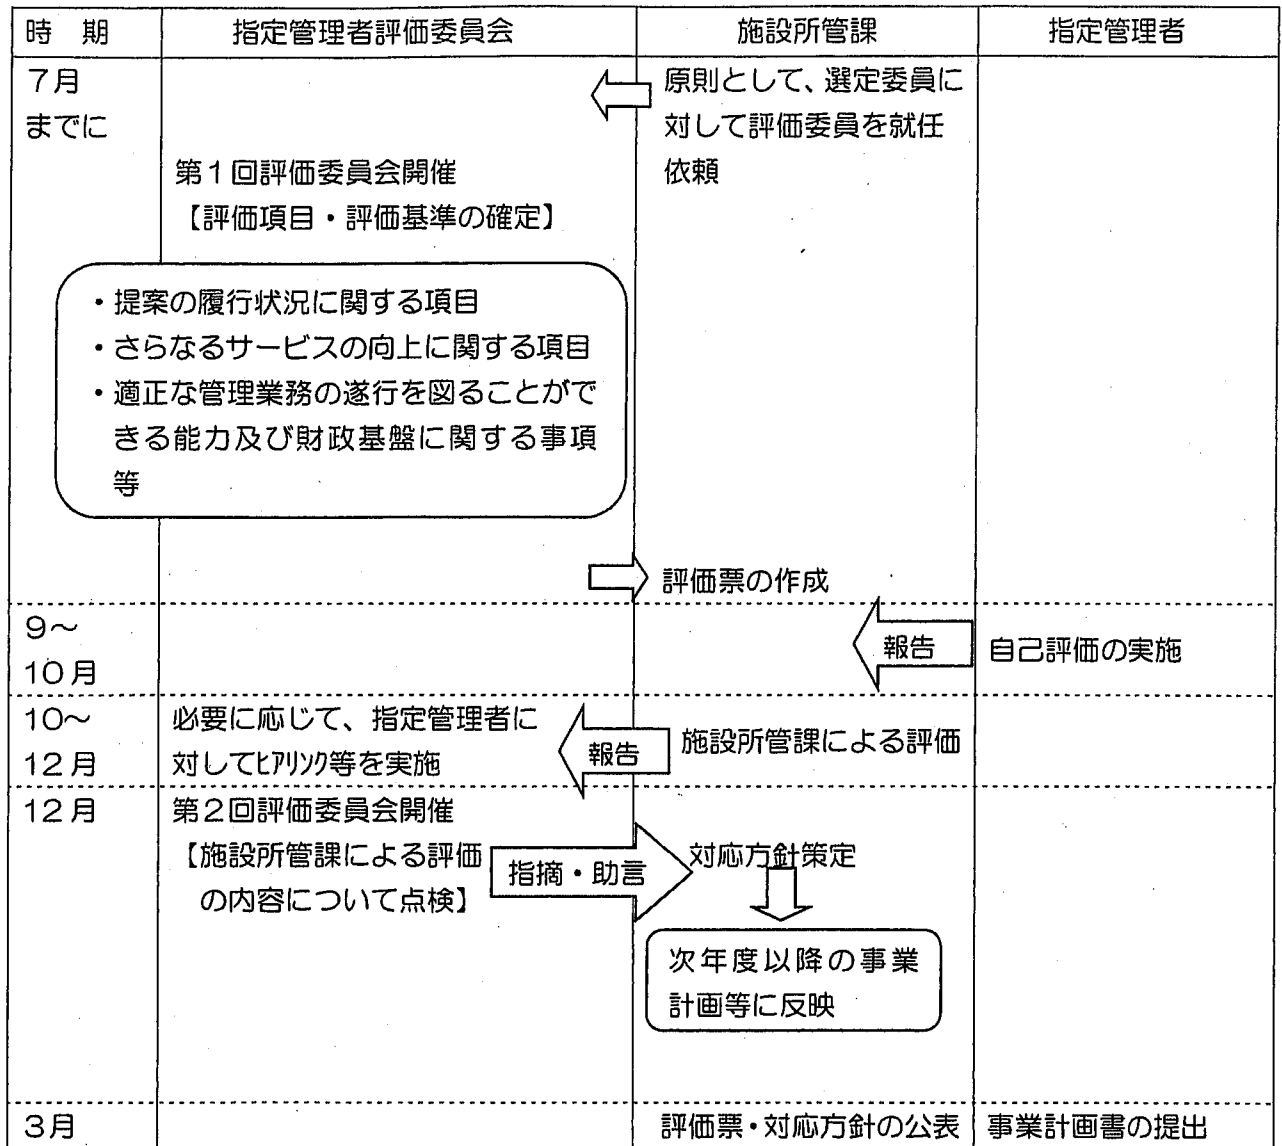 時　期
指定管理者評価委員会
施設所管課
指定管理者
7月
までに
原則として、選定委員に
対して評価委員を就任
依頼
第1回評価委員会開催
【評価項目・評価基準の確定】
・提案の履行状況に関する項目
・さらなるサービスの向上に関する項目
・適正な管理業務の遂行を図ることがで
きる能力及び財政基盤に関する事項
等
評価票の作成
9～
10月
報告
自己評価の実施
10～
12月
必要に応じて、指定管理者に
対してﾋｱﾘﾝｸ等を実施
報告
施設所管課による評価
12月
第2回評価委員会開催
【施設所管課による評価
の内容について点検】
指摘・助言
対応方針策定
次年度以降の事業
計画等に反映
3月
評価票・対応方針の公表
事業計画書の提出